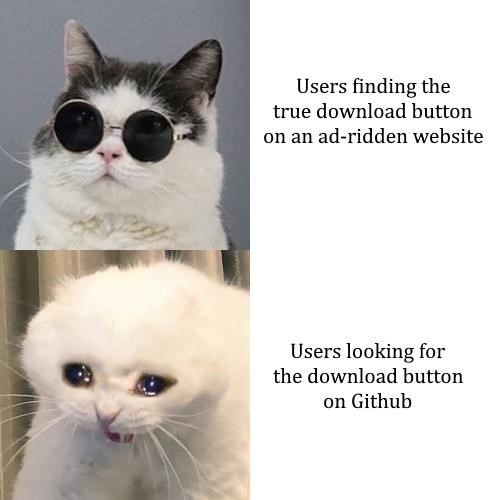 Users finding the
true download button
on an ad-ridden website
Users looking for
the download button
on Github